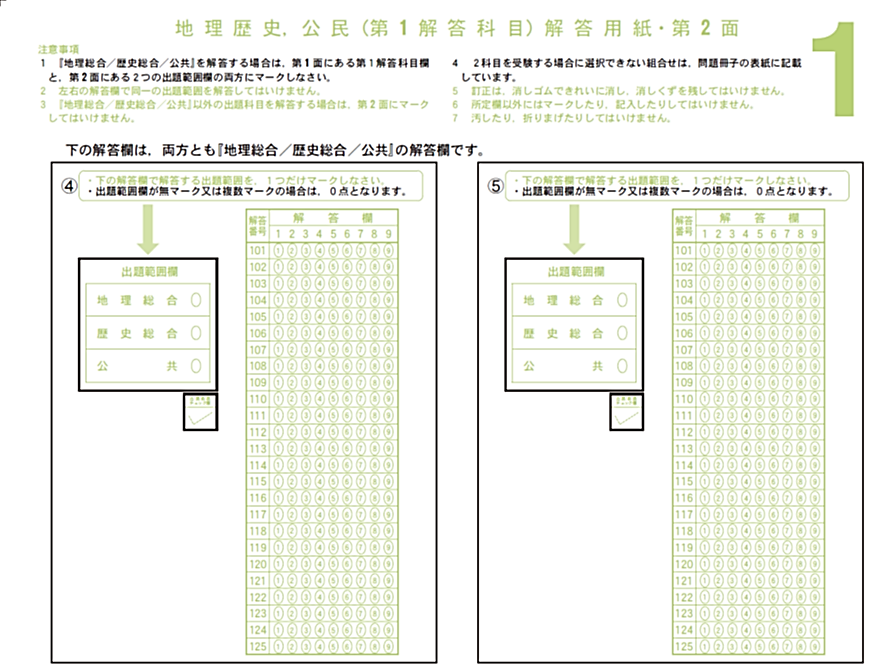 地理歴史，公民（第1解答科目）解答用紙・第2面
1
注意事項
1 『地理総合／歴史総合／公共』を解答する場合は，第1面にある第1解答科目欄
と，第2面にある2つの出題範囲欄の両方にマークしなさい。
2 左右の解答欄で同一の出題範囲を解答してはいけません。
3 『地理総合／歴史総合／公共』以外の出題科目を解答する場合は，第2面にマーク
してはいけません。
4 2科目を受験する場合に選択できない組合せは，問題冊子の表紙に記載
しています。
5 訂正は，消しゴムできれいに消し，消しくずを残してはいけません。
6 所定欄以外にはマークしたり，記入したりしてはいけません。
7 汚したり，折りまげたりしてはいけません。
下の解答欄は，両方とも『地理総合／歴史総合／公共』の解答欄です。
④
・下の解答欄で解答する出題範囲を，1つだけマークしなさい。
・出題範囲欄が無マーク又は複数マークの場合は，0点となります。
出題範囲欄
地理総合
歴史総合
公共
解答番号 解答欄
1 2 3 4 5 6 7 8 9
101 ① ② ③ ④ ⑤ ⑥ ⑦ ⑧ ⑨
102 ① ② ③ ④ ⑤ ⑥ ⑦ ⑧ ⑨
103 ① ② ③ ④ ⑤ ⑥ ⑦ ⑧ ⑨
104 ① ② ③ ④ ⑤ ⑥ ⑦ ⑧ ⑨
105 ① ② ③ ④ ⑤ ⑥ ⑦ ⑧ ⑨
106 ① ② ③ ④ ⑤ ⑥ ⑦ ⑧ ⑨
107 ① ② ③ ④ ⑤ ⑥ ⑦ ⑧ ⑨
108 ① ② ③ ④ ⑤ ⑥ ⑦ ⑧ ⑨
109 ① ② ③ ④ ⑤ ⑥ ⑦ ⑧ ⑨
110 ① ② ③ ④ ⑤ ⑥ ⑦ ⑧ ⑨
111 ① ② ③ ④ ⑤ ⑥ ⑦ ⑧ ⑨
112 ① ② ③ ④ ⑤ ⑥ ⑦ ⑧ ⑨
113 ① ② ③ ④ ⑤ ⑥ ⑦ ⑧ ⑨
114 ① ② ③ ④ ⑤ ⑥ ⑦ ⑧ ⑨
115 ① ② ③ ④ ⑤ ⑥ ⑦ ⑧ ⑨
116 ① ② ③ ④ ⑤ ⑥ ⑦ ⑧ ⑨
117 ① ② ③ ④ ⑤ ⑥ ⑦ ⑧ ⑨
118 ① ② ③ ④ ⑤ ⑥ ⑦ ⑧ ⑨
119 ① ② ③ ④ ⑤ ⑥ ⑦ ⑧ ⑨
120 ① ② ③ ④ ⑤ ⑥ ⑦ ⑧ ⑨
121 ① ② ③ ④ ⑤ ⑥ ⑦ ⑧ ⑨
122 ① ② ③ ④ ⑤ ⑥ ⑦ ⑧ ⑨
123 ① ② ③ ④ ⑤ ⑥ ⑦ ⑧ ⑨
124 ① ② ③ ④ ⑤ ⑥ ⑦ ⑧ ⑨
125 ① ② ③ ④ ⑤ ⑥ ⑦ ⑧ ⑨
⑤
・下の解答欄で解答する出題範囲を，1つだけマークしなさい。
・出題範囲欄が無マーク又は複数マークの場合は，0点となります。
出題範囲欄
地理総合
歴史総合
公共
解答番号 解答欄
1 2 3 4 5 6 7 8 9
101 ① ② ③ ④ ⑤ ⑥ ⑦ ⑧ ⑨
102 ① ② ③ ④ ⑤ ⑥ ⑦ ⑧ ⑨
103 ① ② ③ ④ ⑤ ⑥ ⑦ ⑧ ⑨
104 ① ② ③ ④ ⑤ ⑥ ⑦ ⑧ ⑨
105 ① ② ③ ④ ⑤ ⑥ ⑦ ⑧ ⑨
106 ① ② ③ ④ ⑤ ⑥ ⑦ ⑧ ⑨
107 ① ② ③ ④ ⑤ ⑥ ⑦ ⑧ ⑨
108 ① ② ③ ④ ⑤ ⑥ ⑦ ⑧ ⑨
109 ① ② ③ ④ ⑤ ⑥ ⑦ ⑧ ⑨
110 ① ② ③ ④ ⑤ ⑥ ⑦ ⑧ ⑨
111 ① ② ③ ④ ⑤ ⑥ ⑦ ⑧ ⑨
112 ① ② ③ ④ ⑤ ⑥ ⑦ ⑧ ⑨
113 ① ② ③ ④ ⑤ ⑥ ⑦ ⑧ ⑨
114 ① ② ③ ④ ⑤ ⑥ ⑦ ⑧ ⑨
115 ① ② ③ ④ ⑤ ⑥ ⑦ ⑧ ⑨
116 ① ② ③ ④ ⑤ ⑥ ⑦ ⑧ ⑨
117 ① ② ③ ④ ⑤ ⑥ ⑦ ⑧ ⑨
118 ① ② ③ ④ ⑤ ⑥ ⑦ ⑧ ⑨
119 ① ② ③ ④ ⑤ ⑥ ⑦ ⑧ ⑨
120 ① ② ③ ④ ⑤ ⑥ ⑦ ⑧ ⑨
121 ① ② ③ ④ ⑤ ⑥ ⑦ ⑧ ⑨
122 ① ② ③ ④ ⑤ ⑥ ⑦ ⑧ ⑨
123 ① ② ③ ④ ⑤ ⑥ ⑦ ⑧ ⑨
124 ① ② ③ ④ ⑤ ⑥ ⑦ ⑧ ⑨
125 ① ② ③ ④ ⑤ ⑥ ⑦ ⑧ ⑨